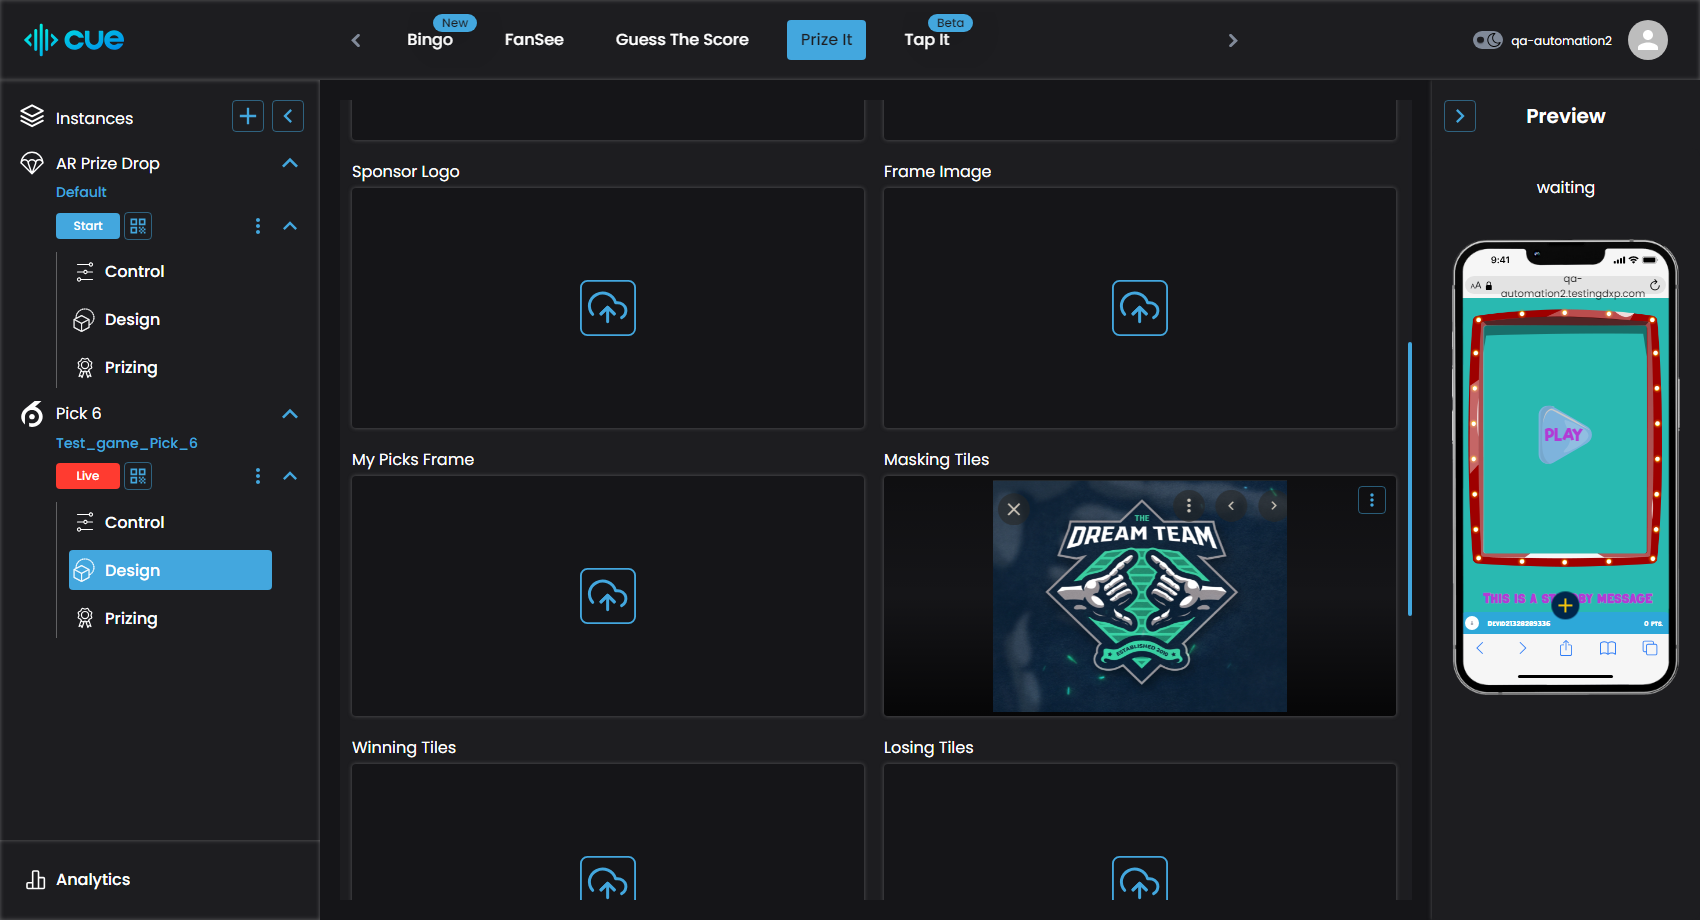 cue
New
Bingo
FanSee
Guess The Score
Prize It
Beta
Tap It
qa-automation2
Instances
AR Prize Drop
Default
Start
Control
Design
Prizing
Pick 6
Test_game_Pick_6
Live
Control
Design
Prizing
Analytics
Sponsor Logo
Frame Image
My Picks Frame
Masking Tiles
THE
DREAM TEAM
ESTABLISHED 2010
Winning Tiles
Losing Tiles
Preview
waiting
9:41
AA
qa-
automation2.testingdxp.com
PLAY
THIS IS A ST BY MESSAGE
0 PTS.